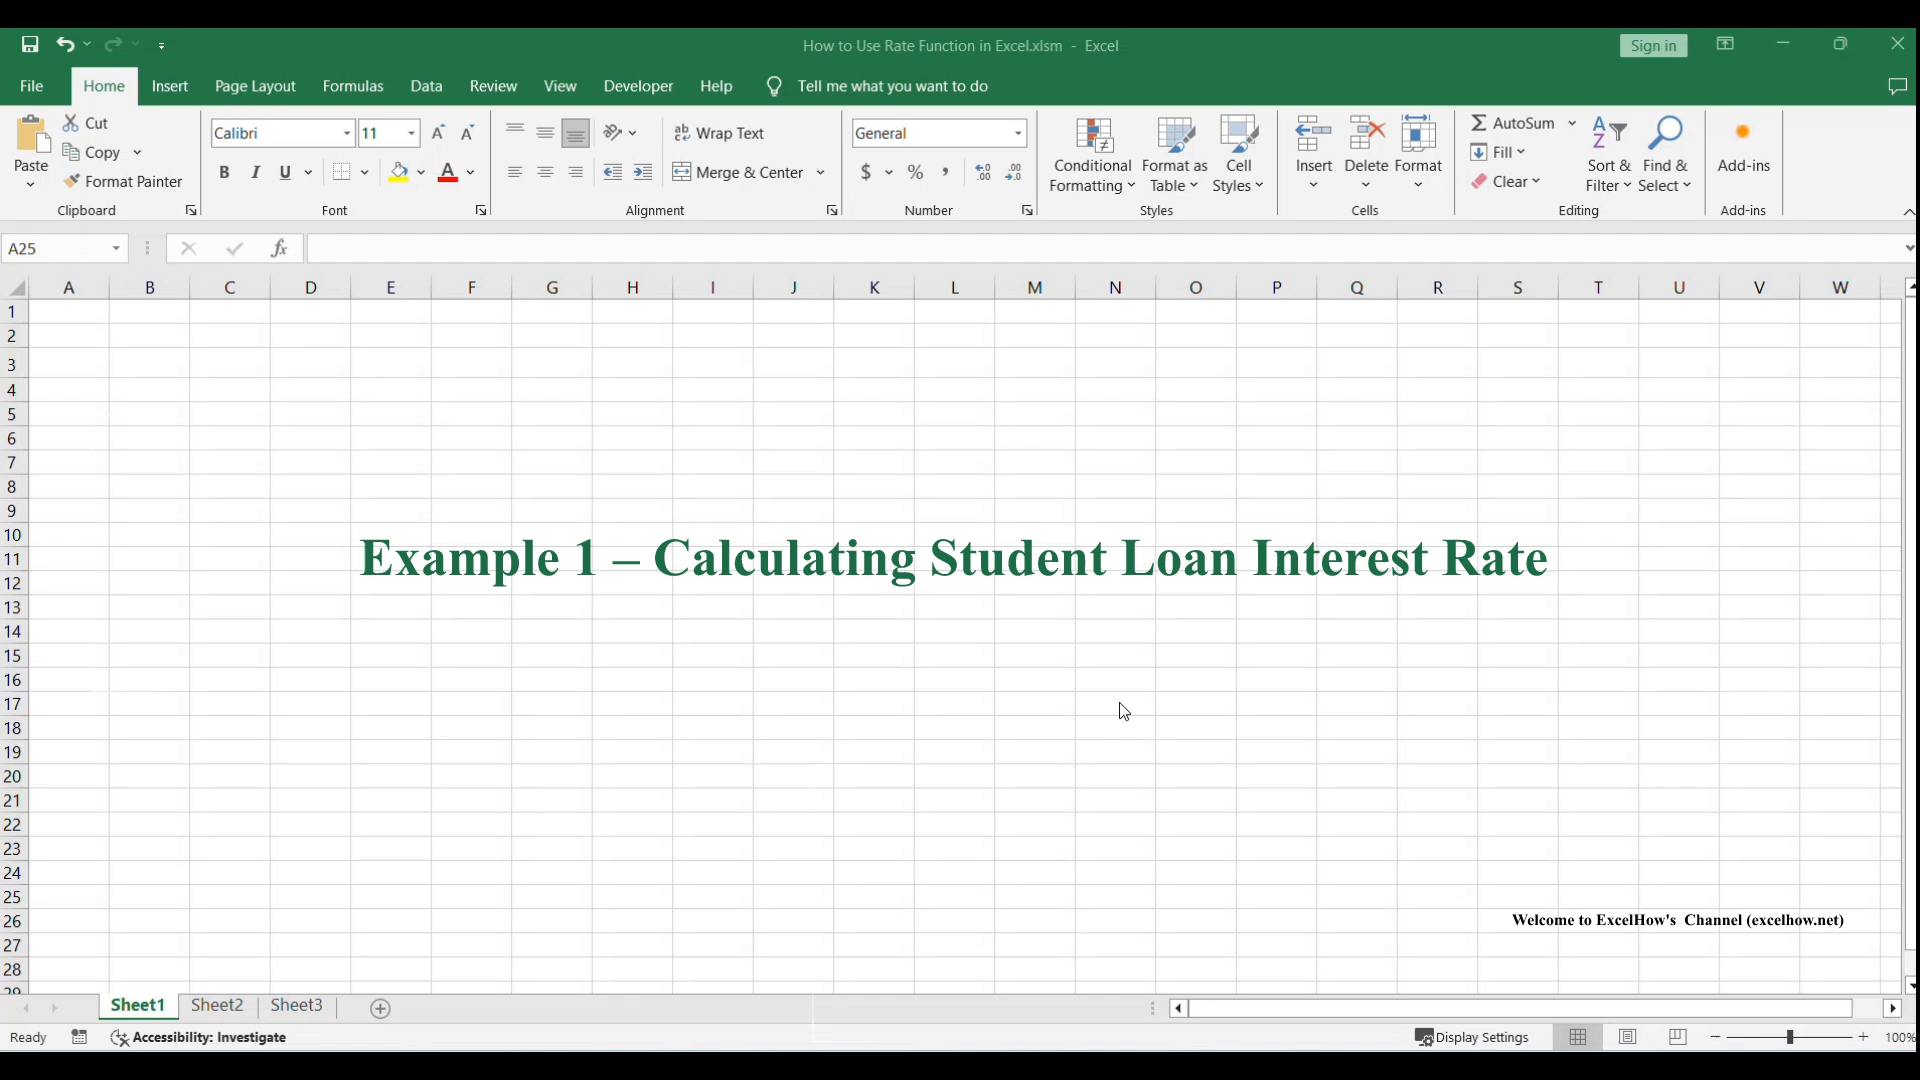 How to Use Rate Function in Excel.xlsm - Excel
Sign in
File Home Insert Page Layout Formulas Data Review View Developer Help Tell me what you want to do
Paste
Cut
Copy
Format Painter
Clipboard
Calibri 11
B I U
Font
Wrap Text
Merge & Center
Alignment
General
$ % ,
Number
Conditional Formatting
Format as Table
Cell Styles
Styles
Insert Delete Format
Cells
AutoSum
Fill
Clear
Sort & Filter
Find & Select
Editing
Add-ins
Add-ins
A25 fx
A B C D E F G H I J K L M N O P Q R S T U V W
1
2
3
4
5
6
7
8
9
10
Example 1 – Calculating Student Loan Interest Rate
11
12
13
14
15
16
17
18
19
20
21
22
23
24
25
26
Welcome to ExcelHow's Channel (excelhow.net)
27
28
29
Sheet1 Sheet2 Sheet3
Ready Accessibility: Investigate Display Settings 100%